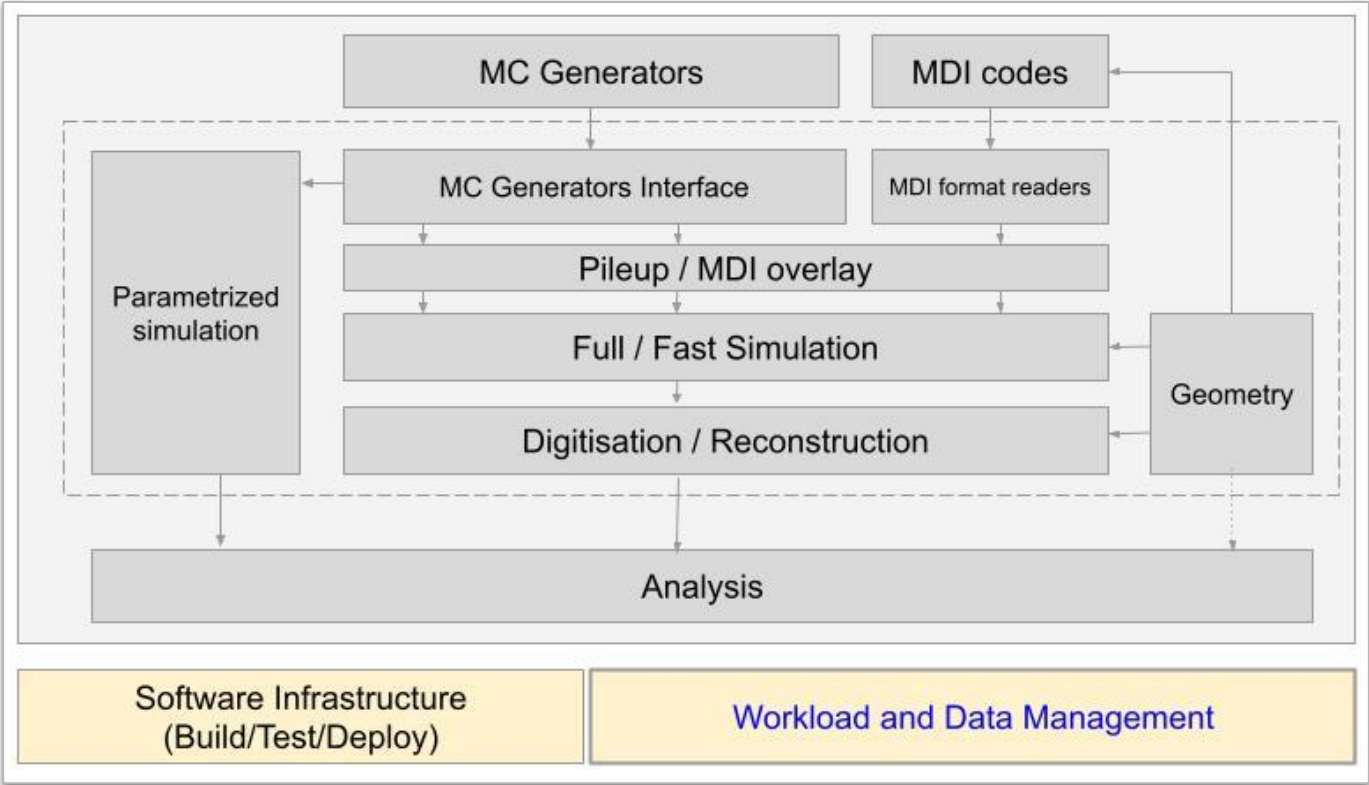 MC Generators
MDI codes
MC Generators Interface
MDI format readers
Parametrized
simulation
Pileup / MDI overlay
Full / Fast Simulation
Geometry
Digitisation / Reconstruction
Analysis
Software Infrastructure
(Build/Test/Deploy)
Workload and Data Management